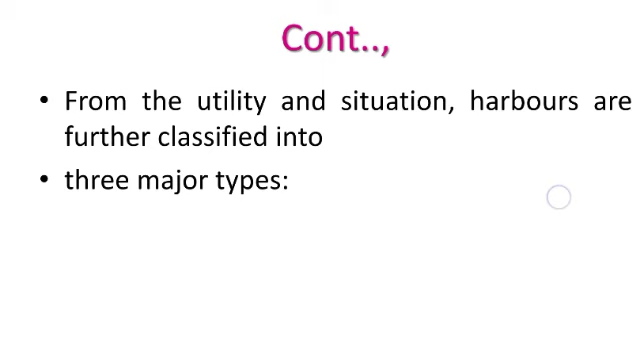 Cont..,
• From the utility and situation, harbours are
further classified into
• three major types: